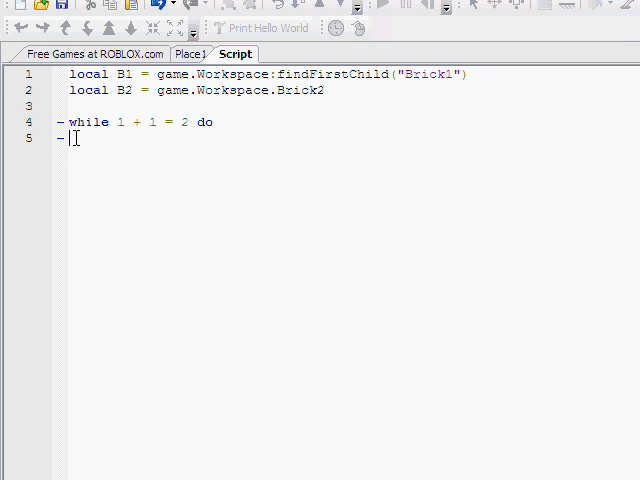 Print Hello World
Free Games at ROBLOX.com Place1 Script
1 local B1 = game.Workspace:findFirstChild("Brick1")
2 local B2 = game.Workspace.Brick2
3
4 while 1 + 1 = 2 do
5